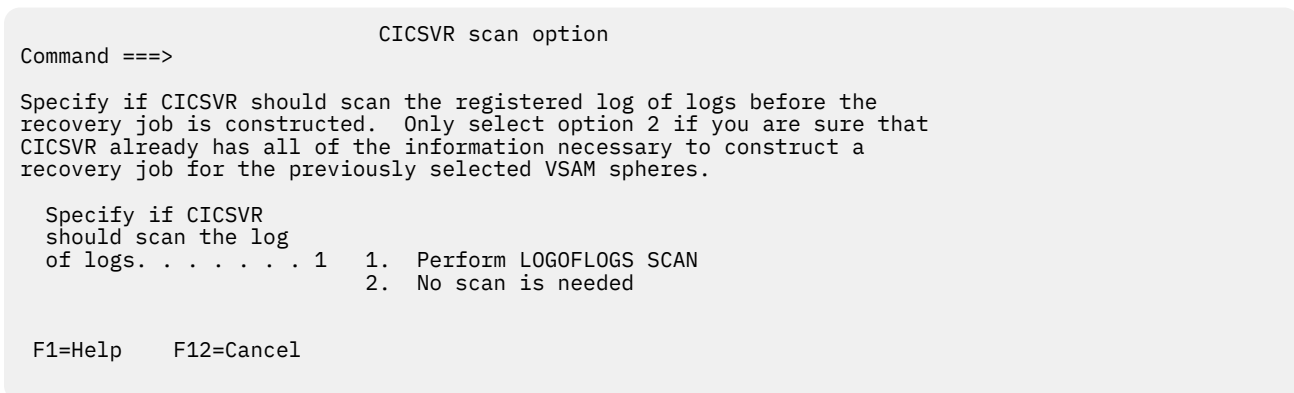 CICSVR scan option
Command ===>
Specify if CICSVR should scan the registered log of logs before the
recovery job is constructed.  Only select option 2 if you are sure that
CICSVR already has all of the information necessary to construct a
recovery job for the previously selected VSAM spheres.
Specify if CICSVR
should scan the log
of logs. . . . . . . 1   1.  Perform LOGOFLOGS SCAN
2.  No scan is needed
F1=Help    F12=Cancel